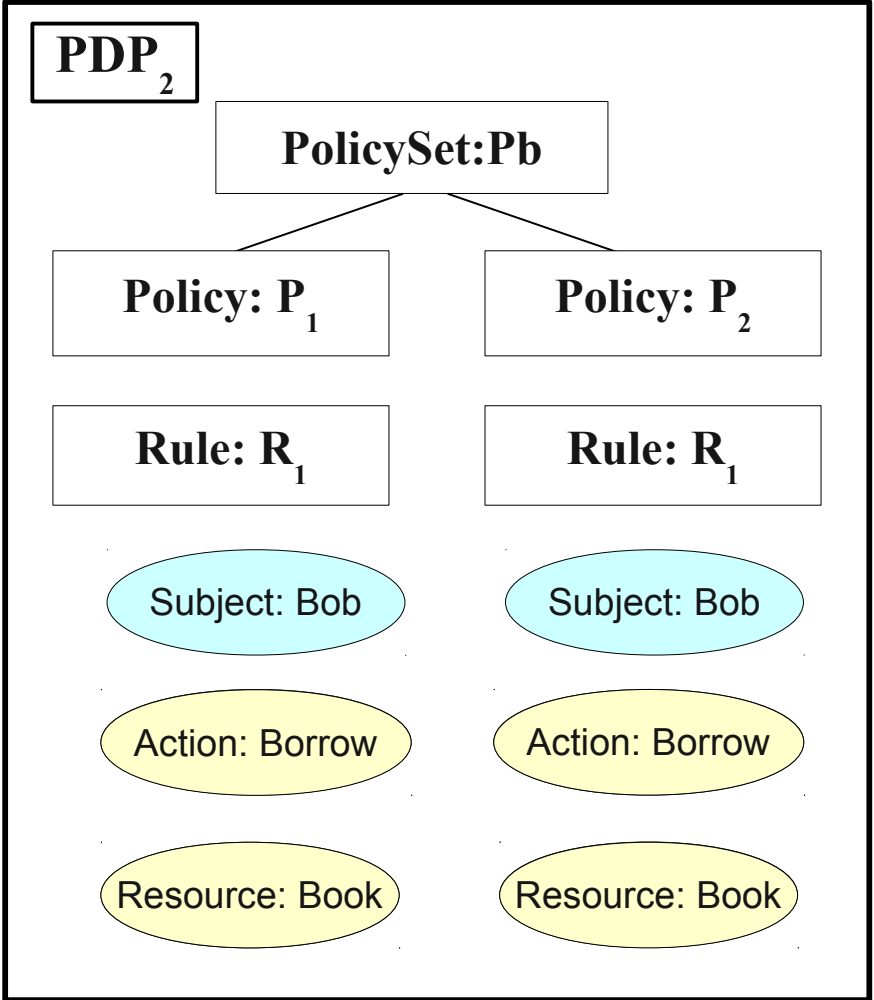 PDP₂
PolicySet:Pb
Policy: P₁
Policy: P₂
Rule: R₁
Rule: R₁
Subject: Bob
Subject: Bob
Action: Borrow
Action: Borrow
Resource: Book
Resource: Book